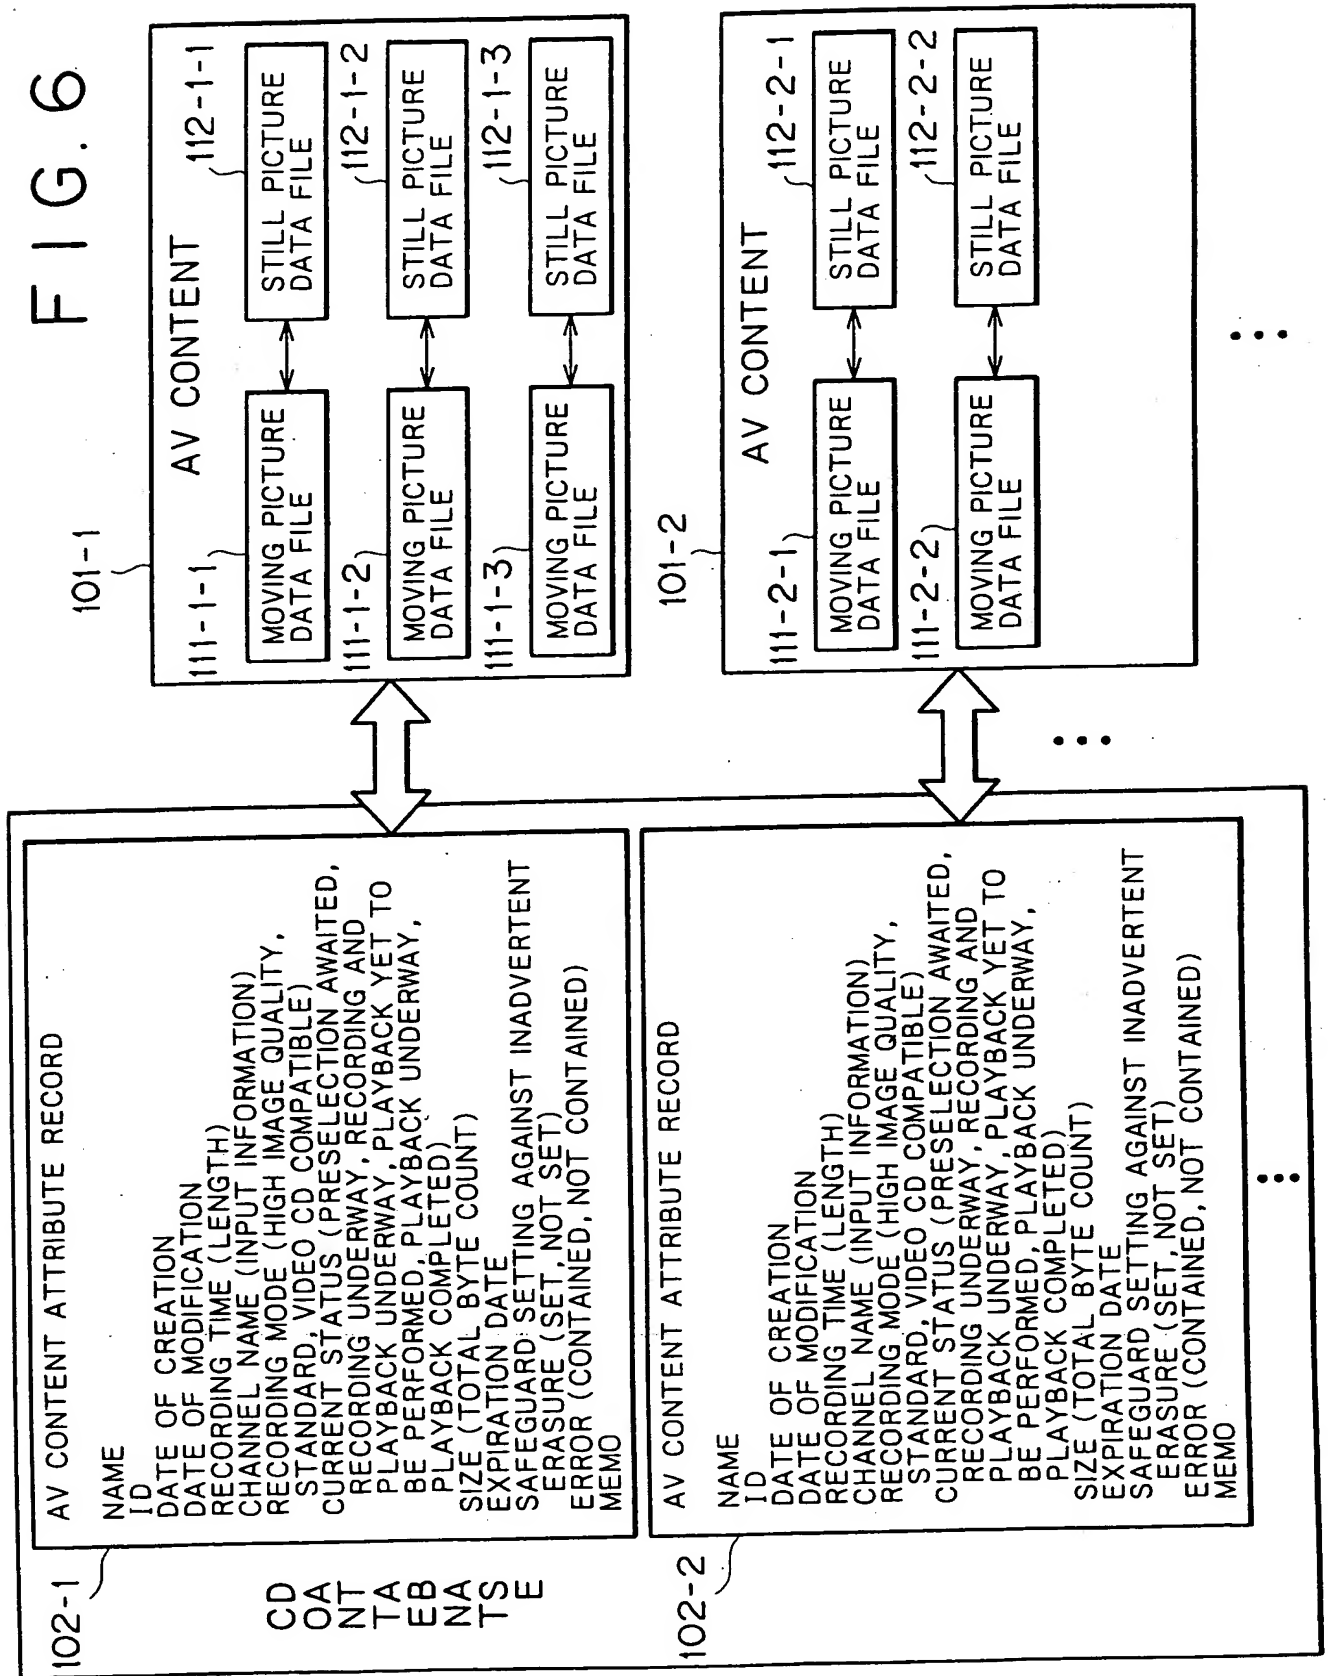 FIG. 6
102-1
AV CONTENT ATTRIBUTE RECORD
NAME
ID
DATE OF CREATION
DATE OF MODIFICATION
RECORDING TIME (LENGTH)
CHANNEL NAME (INPUT INFORMATION)
RECORDING MODE (HIGH IMAGE QUALITY,
STANDARD, VIDEO CD COMPATIBLE)
CURRENT STATUS (PRESELECTION AWAITED,
RECORDING UNDERWAY, RECORDING AND
PLAYBACK UNDERWAY, PLAYBACK YET TO
BE PERFORMED, PLAYBACK UNDERWAY,
PLAYBACK COMPLETED)
SIZE (TOTAL BYTE COUNT)
EXPIRATION DATE
SAFEGUARD SETTING AGAINST INADVERTENT
ERASURE (SET, NOT SET)
ERROR (CONTAINED, NOT CONTAINED)
MEMO
CD
OA
NT
TA
EB
NA
TS
E
102-2
AV CONTENT ATTRIBUTE RECORD
NAME
ID
DATE OF CREATION
DATE OF MODIFICATION
RECORDING TIME (LENGTH)
CHANNEL NAME (INPUT INFORMATION)
RECORDING MODE (HIGH IMAGE QUALITY,
STANDARD, VIDEO CD COMPATIBLE)
CURRENT STATUS (PRESELECTION AWAITED,
RECORDING UNDERWAY, RECORDING AND
PLAYBACK UNDERWAY, PLAYBACK YET TO
BE PERFORMED, PLAYBACK UNDERWAY,
PLAYBACK COMPLETED)
SIZE (TOTAL BYTE COUNT)
EXPIRATION DATE
SAFEGUARD SETTING AGAINST INADVERTENT
ERASURE (SET, NOT SET)
ERROR (CONTAINED, NOT CONTAINED)
MEMO
101-1
AV CONTENT
111-1-1
MOVING PICTURE
DATA FILE
112-1-1
STILL PICTURE
DATA FILE
111-1-2
MOVING PICTURE
DATA FILE
112-1-2
STILL PICTURE
DATA FILE
111-1-3
MOVING PICTURE
DATA FILE
112-1-3
STILL PICTURE
DATA FILE
101-2
AV CONTENT
111-2-1
MOVING PICTURE
DATA FILE
112-2-1
STILL PICTURE
DATA FILE
111-2-2
MOVING PICTURE
DATA FILE
112-2-2
STILL PICTURE
DATA FILE